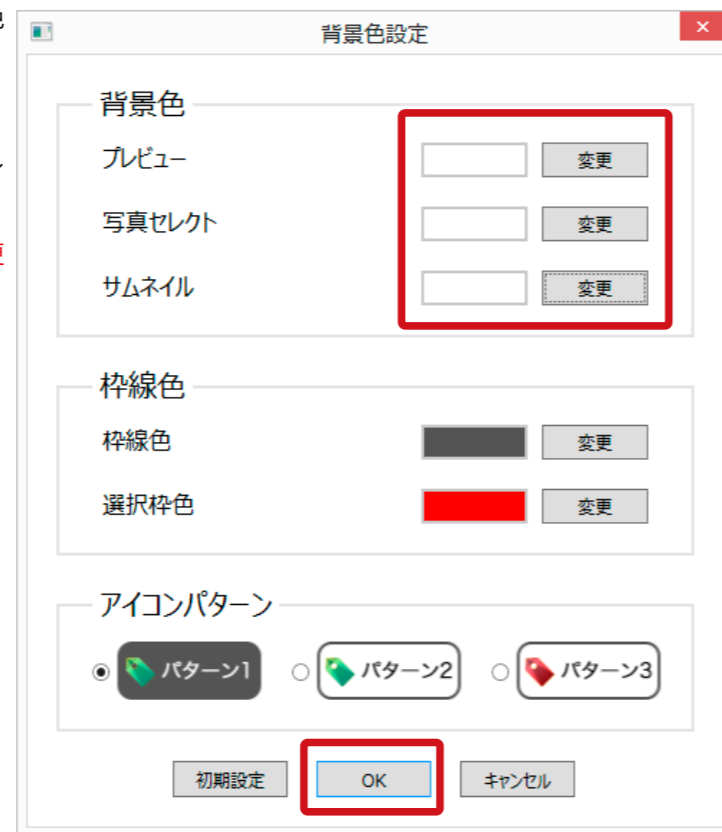 背景色設定
背景色
プレビュー 変更
写真セレクト 変更
サムネイル 変更
枠線色
枠線色 変更
選択枠色 変更
アイコンパターン
パターン1 パターン2 パターン3
初期設定 OK キャンセル